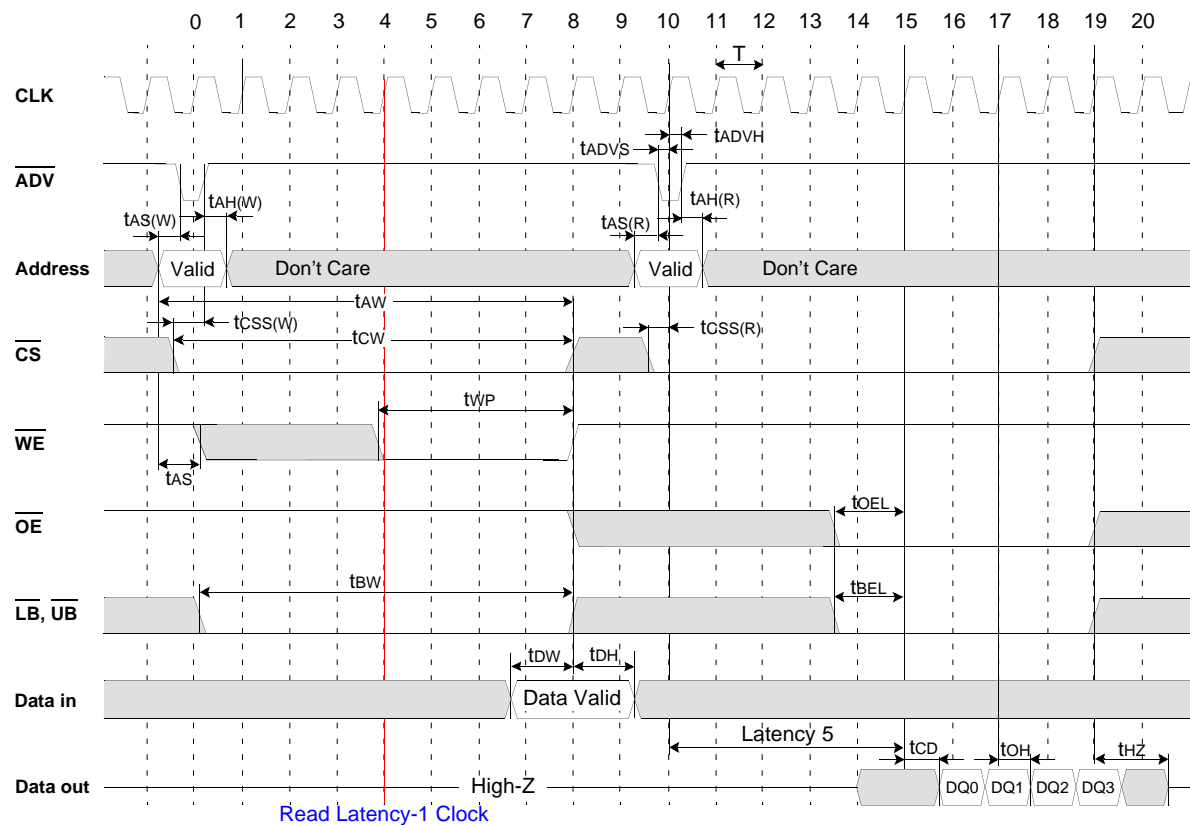 0 1 2 3 4 5 6 7 8 9 10 11 12 13 14 15 16 17 18 19 20
T
CLK
tADVH
tADVS
ADV
tAH(W)
tAH(R)
tAS(W)
tAS(R)
Address Valid Don't Care Valid Don't Care
tAW
tCSS(W)
tCSS(R)
tCW
CS
tWP
WE
tAS
tOEL
OE
tBW
tBEL
LB, UB
tDW tDH
Data in Data Valid
Latency 5
tCD tOH tHZ
Data out High-Z DQ0 DQ1 DQ2 DQ3
Read Latency-1 Clock